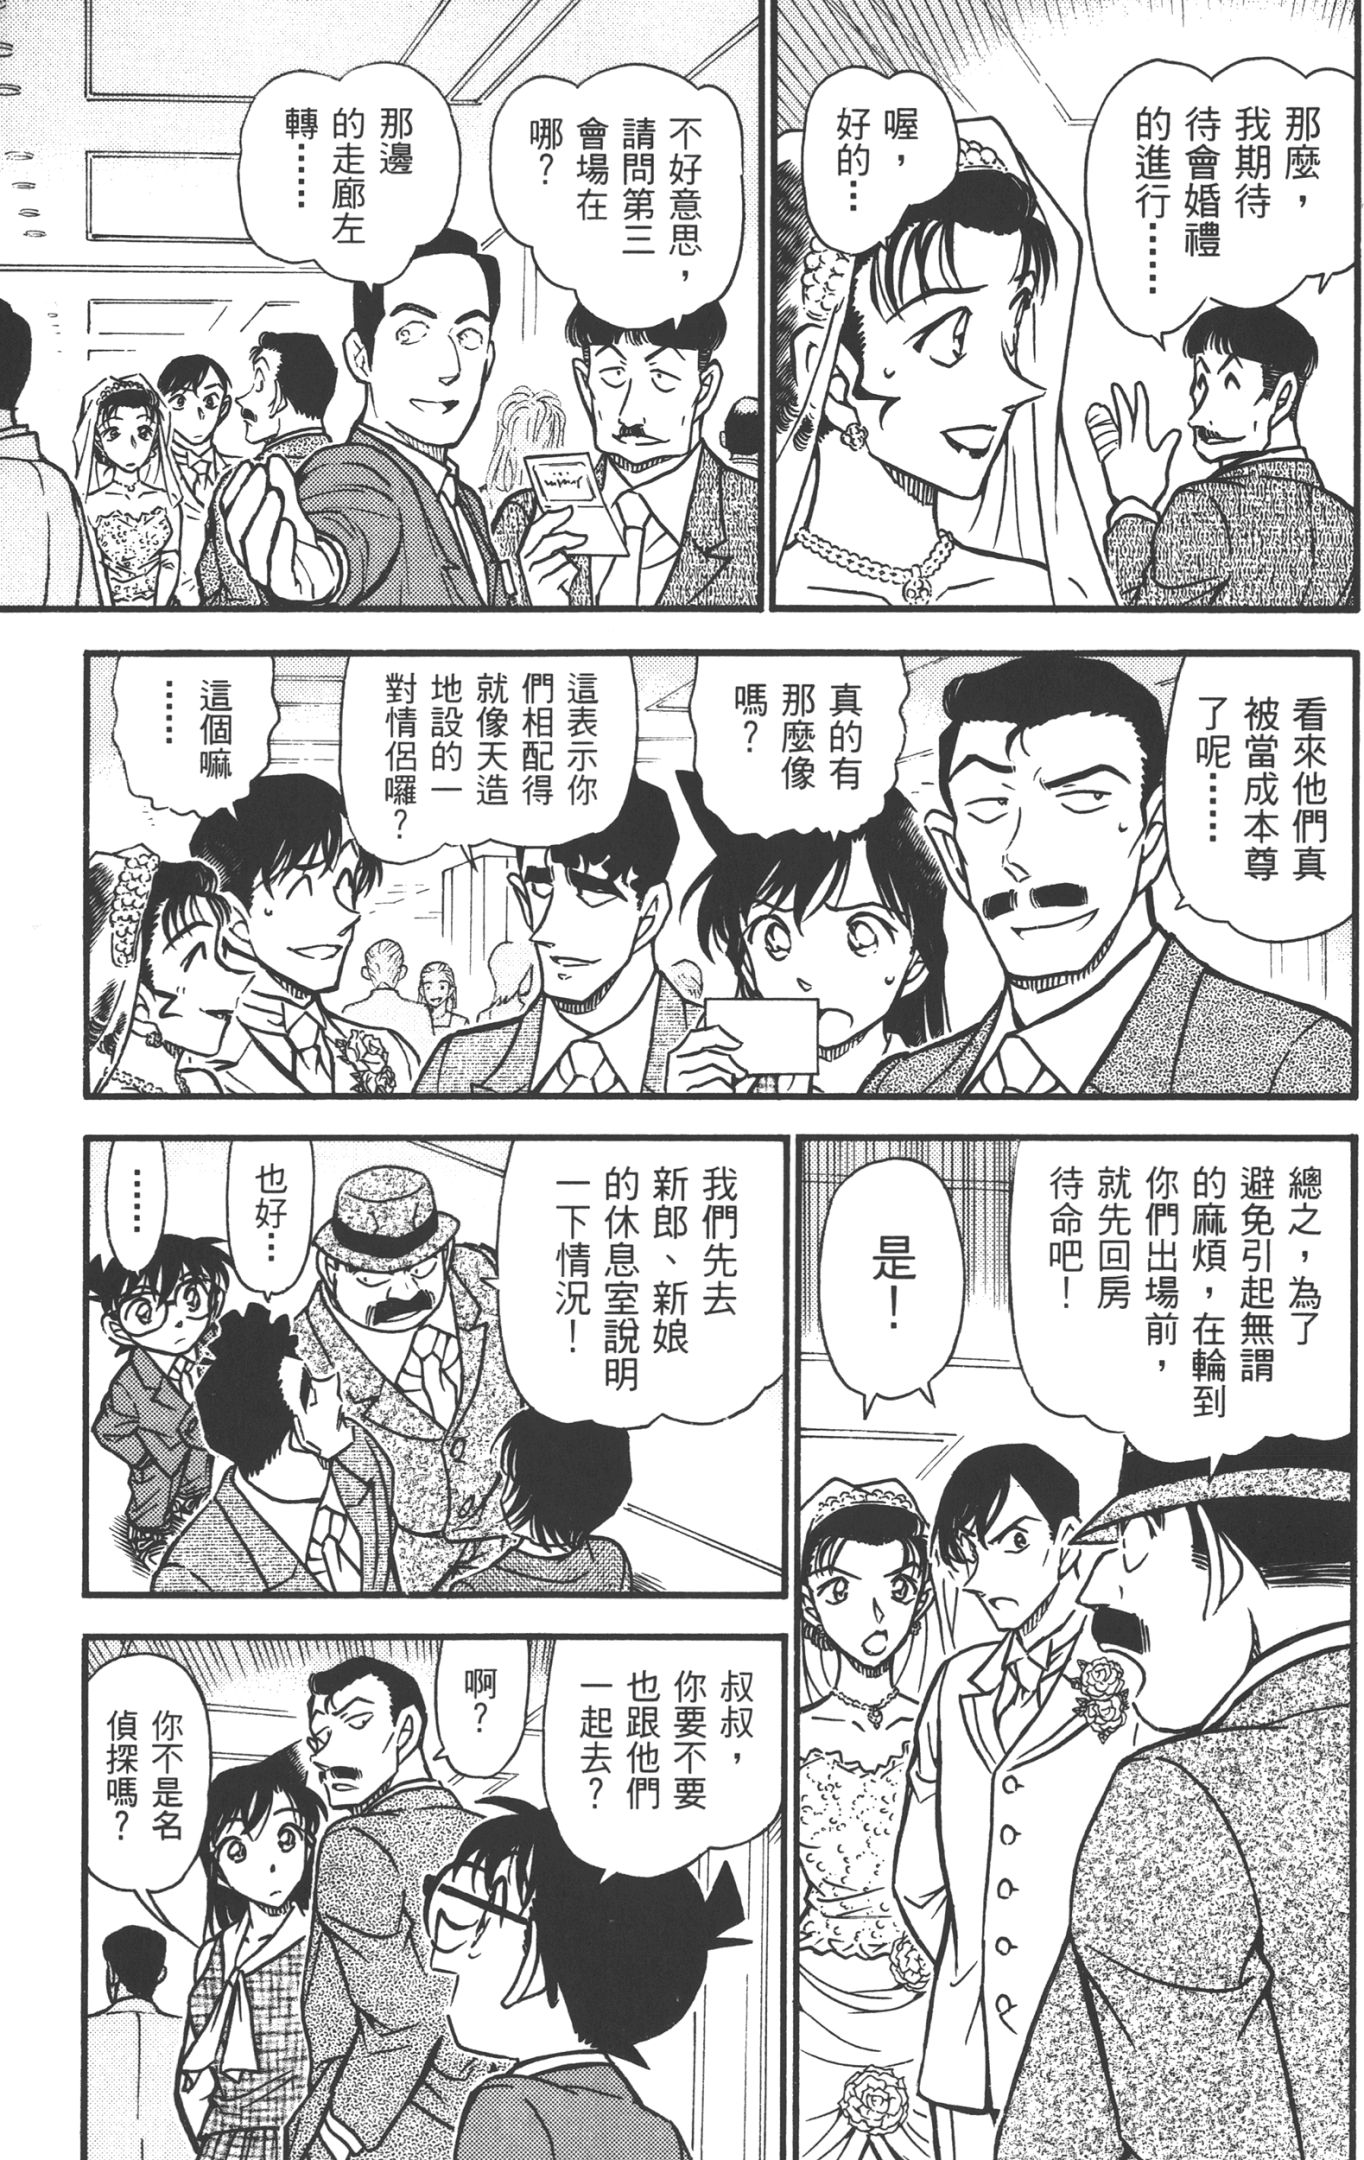 那麼，
我期待
待會婚禮
的進行……
喔，
好的…
不好意思，
請問第三
會場在
哪？
那邊
的走廊左
轉……
看來他們真
被當成本尊
了呢……
真的有
那麼像
嗎？
這表示你
們相配得
就像天造
地設的一
對情侶囉？
這個嘛
……
總之，為了
避免引起無謂
的麻煩，在輪到
你們出場前，
就先回房
待命吧！
是！
我們先去
新郎、新娘
的休息室說明
一下情況！
也好…
……
叔叔，
你要不要
也跟他們
一起去？
啊？
你不是名
偵探嗎？